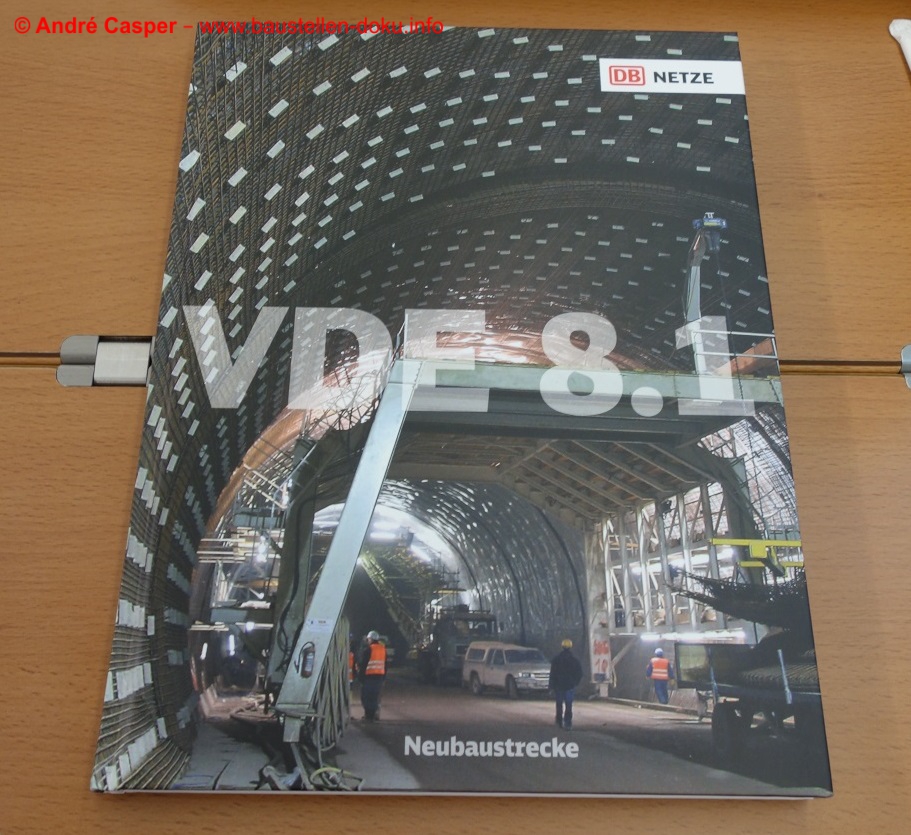 © André Casper – www.baustellen-doku.info
DB NETZE
VDE 8.1
Neubaustrecke